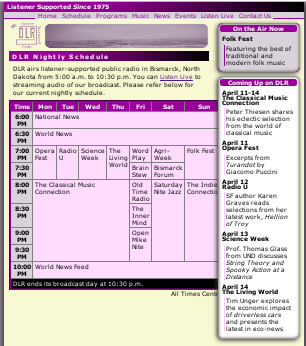 Listener Supported Since 1975
Home Schedule Programs Music News Events Listen Live Contact Us
DLR
DLR Nightly Schedule
DLR airs listener-supported public radio in Bismarck, North
Dakota from 5:00 a.m. to 10:30 p.m. You can Listen Live to
streaming audio of our broadcast. Please refer below for
our current nightly schedule.
Time Mon Tue Wed Thu Fri Sat Sun
6:00 PM National News
6:30 PM World News
7:00 PM Opera Fest Radio U Science Week The Living World Word Play Agri-Week Folk Fest
7:30 PM Brain Stew Bismarck Forum
8:00 PM The Classical Music Connection Old Time Radio Saturday Nite Jazz The Indie Connection
8:30 PM The Inner Mind
9:00 PM Open Mike Nite
9:30 PM
10:00 PM World News Feed
DLR ends its broadcast day at 10:30 p.m.
All Times Centr
On the Air Now
Folk Fest
Featuring the best of
traditional and
modern folk music
Coming Up on DLR
April 11-14
The Classical Music
Connection
Peter Thiesen shares
his eclectic selection
from the world of
classical music
April 11
Opera Fest
Excerpts from
Turandot by
Giacomo Puccini
April 12
Radio U
SF author Karen
Graves reads
selections from her
latest work, Hellion
of Troy
April 13
Science Week
Prof. Thomas Glass
from UND discusses
String Theory and
Spooky Action at a
Distance
April 14
The Living World
Tim Unger explores
the economic impact
of driverless cars
and presents the
latest in eco-news